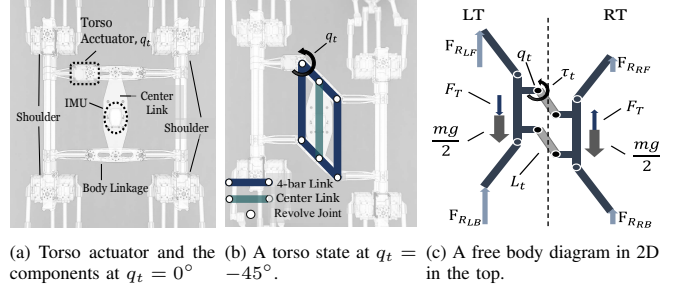 Torso
Acctuator, q_t
IMU
Center
Link
Shoulder
Shoulder
Body Linkage
q_t
4-bar Link
Center Link
Revolve Joint
LT
RT
F_{R_{LF}}
q_t
τ_t
F_{R_{RF}}
F_T
F_T
mg/2
mg/2
L_t
F_{R_{LB}}
F_{R_{RB}}
(a) Torso actuator and the
components at q_t = 0°
(b) A torso state at q_t =
−45°.
(c) A free body diagram in 2D
in the top.